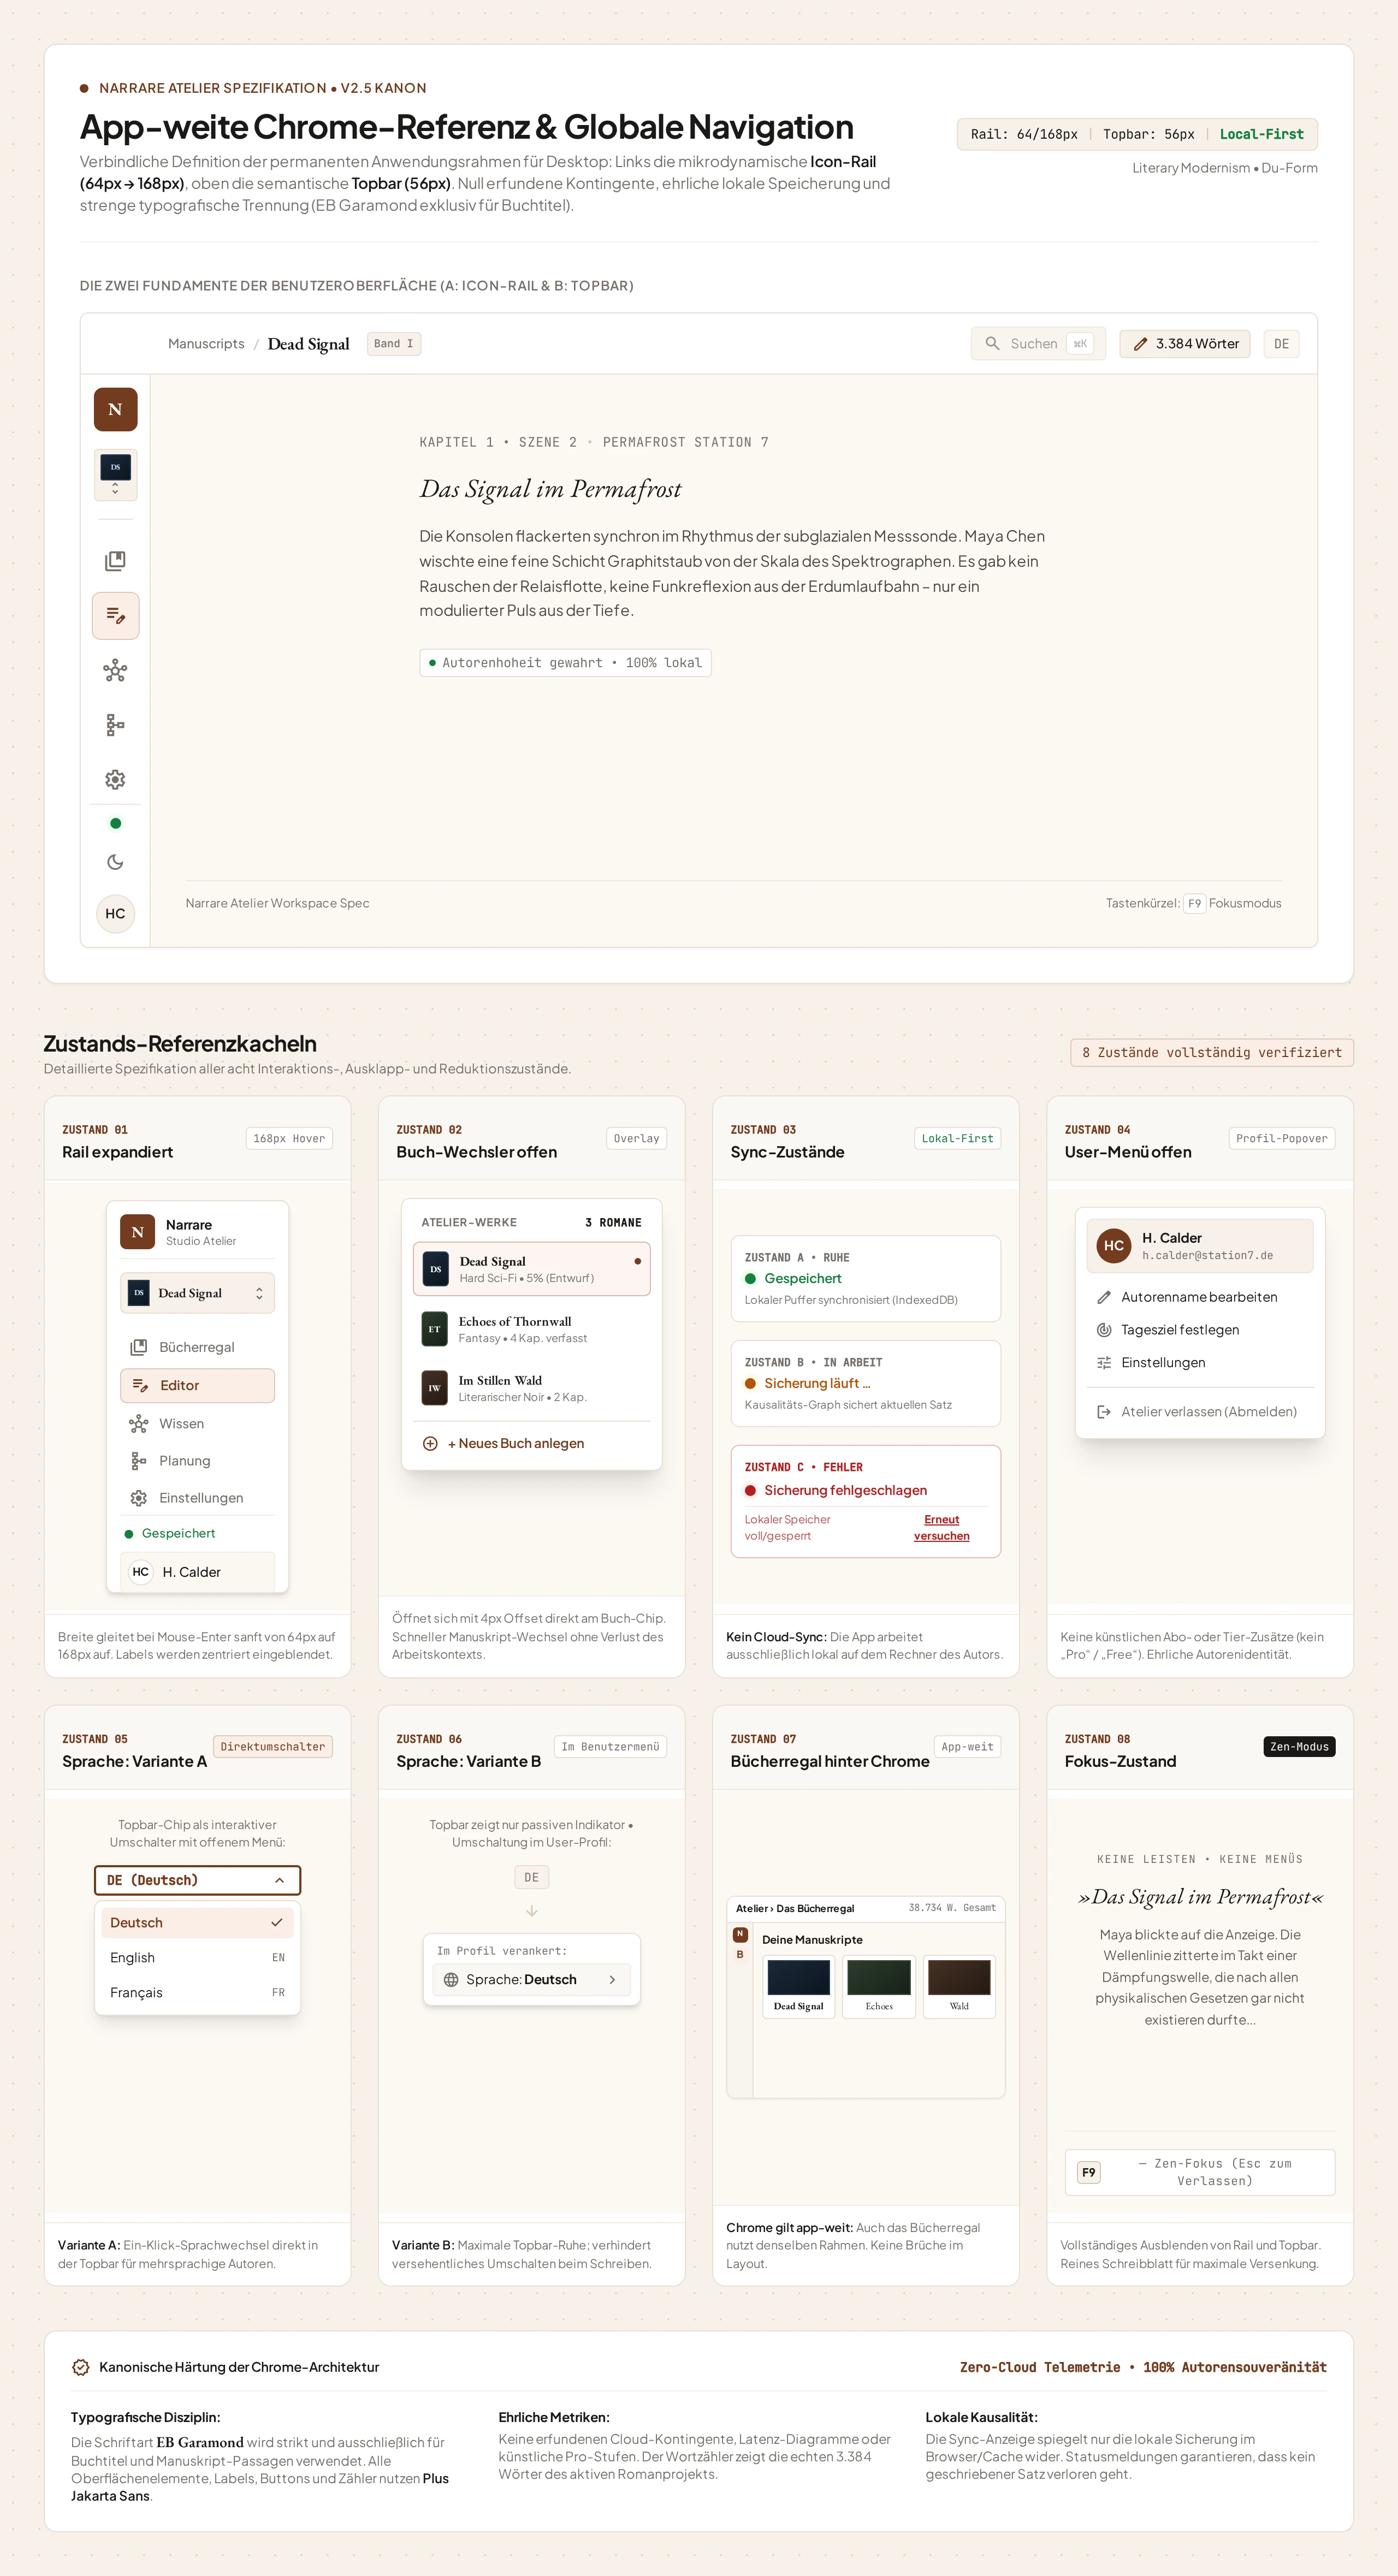 NARRARE ATELIER SPEZIFIKATION • V2.5 KANON
App-weite Chrome-Referenz & Globale Navigation
Verbindliche Definition der permanenten Anwendungsrahmen für Desktop: Links die mikrodynamische Icon-Rail
(64px → 168px), oben die semantische Topbar (56px). Null erfundene Kontingente, ehrliche lokale Speicherung und
strenge typografische Trennung (EB Garamond exklusiv für Buchtitel).
Rail: 64/168px | Topbar: 56px | Local-First
Literary Modernism • Du-Form
DIE ZWEI FUNDAMENTE DER BENUTZEROBERFLÄCHE (A: ICON-RAIL & B: TOPBAR)
Manuscripts / Dead Signal Band I
Suchen ⌘K 3.384 Wörter DE
N
DS
KAPITEL 1 • SZENE 2 • PERMAFROST STATION 7
Das Signal im Permafrost
Die Konsolen flackerten synchron im Rhythmus der subglazialen Messsonde. Maya Chen
wischte eine feine Schicht Graphitstaub von der Skala des Spektrographen. Es gab kein
Rauschen der Relaisflotte, keine Funkreflexion aus der Erdumlaufbahn – nur ein
modulierter Puls aus der Tiefe.
Autorenhoheit gewahrt • 100% lokal
HC
Narrare Atelier Workspace Spec
Tastenkürzel: F9 Fokusmodus
Zustands-Referenzkacheln
Detaillierte Spezifikation aller acht Interaktions-, Ausklapp- und Reduktionszustände.
8 Zustände vollständig verifiziert
ZUSTAND 01
Rail expandiert
168px Hover
N
Narrare
Studio Atelier
DS Dead Signal
Bücherregal
Editor
Wissen
Planung
Einstellungen
Gespeichert
HC H. Calder
Breite gleitet bei Mouse-Enter sanft von 64px auf
168px auf. Labels werden zentriert eingeblendet.
ZUSTAND 02
Buch-Wechsler offen
Overlay
ATELIER-WERKE 3 ROMANE
DS
Dead Signal
Hard Sci-Fi • 5% (Entwurf)
ET
Echoes of Thornwall
Fantasy • 4 Kap. verfasst
IW
Im Stillen Wald
Literarischer Noir • 2 Kap.
+ Neues Buch anlegen
Öffnet sich mit 4px Offset direkt am Buch-Chip.
Schneller Manuskript-Wechsel ohne Verlust des
Arbeitskontexts.
ZUSTAND 03
Sync-Zustände
Lokal-First
ZUSTAND A • RUHE
Gespeichert
Lokaler Puffer synchronisiert (IndexedDB)
ZUSTAND B • IN ARBEIT
Sicherung läuft …
Kausalitäts-Graph sichert aktuellen Satz
ZUSTAND C • FEHLER
Sicherung fehlgeschlagen
Lokaler Speicher
voll/gesperrt
Erneut
versuchen
Kein Cloud-Sync: Die App arbeitet
ausschließlich lokal auf dem Rechner des Autors.
ZUSTAND 04
User-Menü offen
Profil-Popover
HC
H. Calder
h.calder@station7.de
Autorenname bearbeiten
Tagesziel festlegen
Einstellungen
Atelier verlassen (Abmelden)
Keine künstlichen Abo- oder Tier-Zusätze (kein
„Pro“ / „Free“). Ehrliche Autorenidentität.
ZUSTAND 05
Sprache: Variante A
Direktumschalter
Topbar-Chip als interaktiver
Umschalter mit offenem Menü:
DE (Deutsch)
Deutsch
English EN
Français FR
Variante A: Ein-Klick-Sprachwechsel direkt in
der Topbar für mehrsprachige Autoren.
ZUSTAND 06
Sprache: Variante B
Im Benutzermenü
Topbar zeigt nur passiven Indikator •
Umschaltung im User-Profil:
DE
Im Profil verankert:
Sprache: Deutsch
Variante B: Maximale Topbar-Ruhe; verhindert
versehentliches Umschalten beim Schreiben.
ZUSTAND 07
Bücherregal hinter Chrome
App-weit
Atelier › Das Bücherregal 38.734 W. Gesamt
N
B
Deine Manuskripte
Dead Signal Echoes Wald
Chrome gilt app-weit: Auch das Bücherregal
nutzt denselben Rahmen. Keine Brüche im
Layout.
ZUSTAND 08
Fokus-Zustand
Zen-Modus
KEINE LEISTEN • KEINE MENÜS
»Das Signal im Permafrost«
Maya blickte auf die Anzeige. Die
Wellenlinie zitterte im Takt einer
Dämpfungswelle, die nach allen
physikalischen Gesetzen gar nicht
existieren durfte...
F9 — Zen-Fokus (Esc zum
Verlassen)
Vollständiges Ausblenden von Rail und Topbar.
Reines Schreibblatt für maximale Versenkung.
Kanonische Härtung der Chrome-Architektur
Zero-Cloud Telemetrie • 100% Autorensouveränität
Typografische Disziplin:
Die Schriftart EB Garamond wird strikt und ausschließlich für
Buchtitel und Manuskript-Passagen verwendet. Alle
Oberflächenelemente, Labels, Buttons und Zähler nutzen Plus
Jakarta Sans.
Ehrliche Metriken:
Keine erfundenen Cloud-Kontingente, Latenz-Diagramme oder
künstliche Pro-Stufen. Der Wortzähler zeigt die echten 3.384
Wörter des aktiven Romanprojekts.
Lokale Kausalität:
Die Sync-Anzeige spiegelt nur die lokale Sicherung im
Browser/Cache wider. Statusmeldungen garantieren, dass kein
geschriebener Satz verloren geht.